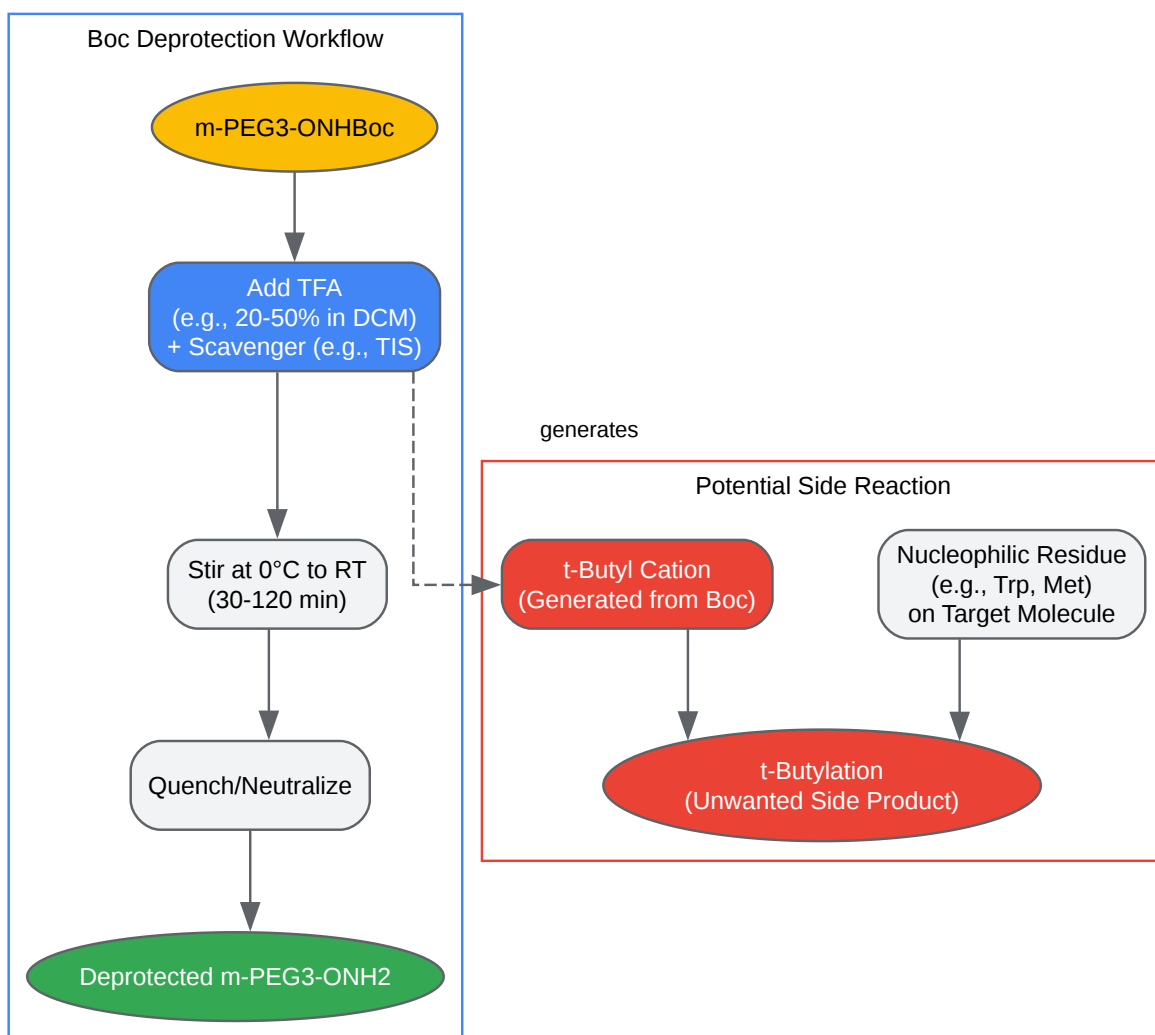 Boc Deprotection Workflow
m-PEG3-ONHBoc
Add TFA
(e.g., 20-50% in DCM)
+ Scavenger (e.g., TIS)
Stir at 0°C to RT
(30-120 min)
Quench/Neutralize
Deprotected m-PEG3-ONH2
generates
Potential Side Reaction
t-Butyl Cation
(Generated from Boc)
Nucleophilic Residue
(e.g., Trp, Met)
on Target Molecule
t-Butylation
(Unwanted Side Product)